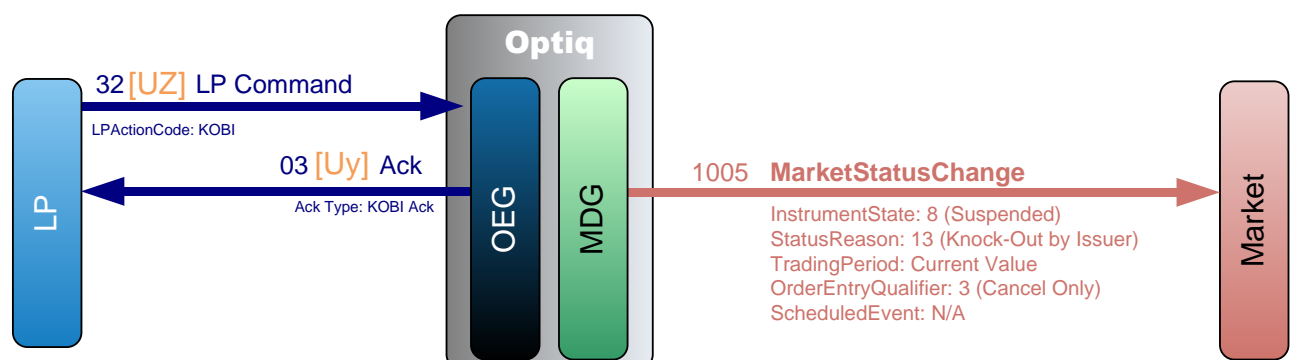 Optiq
32 [UZ] LP Command
LPActionCode: KOBI
03 [Uy] Ack
Ack Type: KOBI Ack
LP
OEG
MDG
1005 MarketStatusChange
InstrumentState: 8 (Suspended)
StatusReason: 13 (Knock-Out by Issuer)
TradingPeriod: Current Value
OrderEntryQualifier: 3 (Cancel Only)
ScheduledEvent: N/A
Market